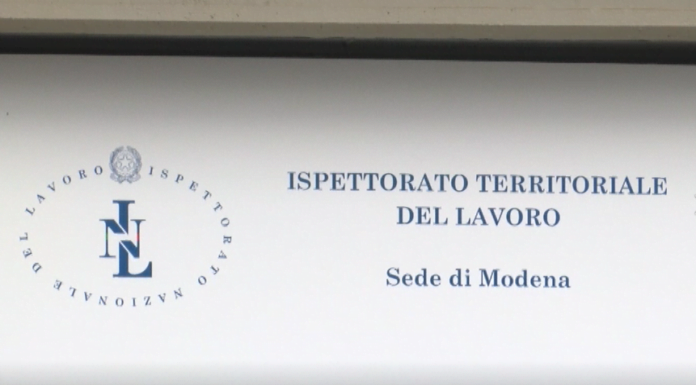 ISPETTORATO NAZIONALE DEL LAVORO
INL
ISPETTORATO TERRITORIALE
DEL LAVORO
Sede di Modena